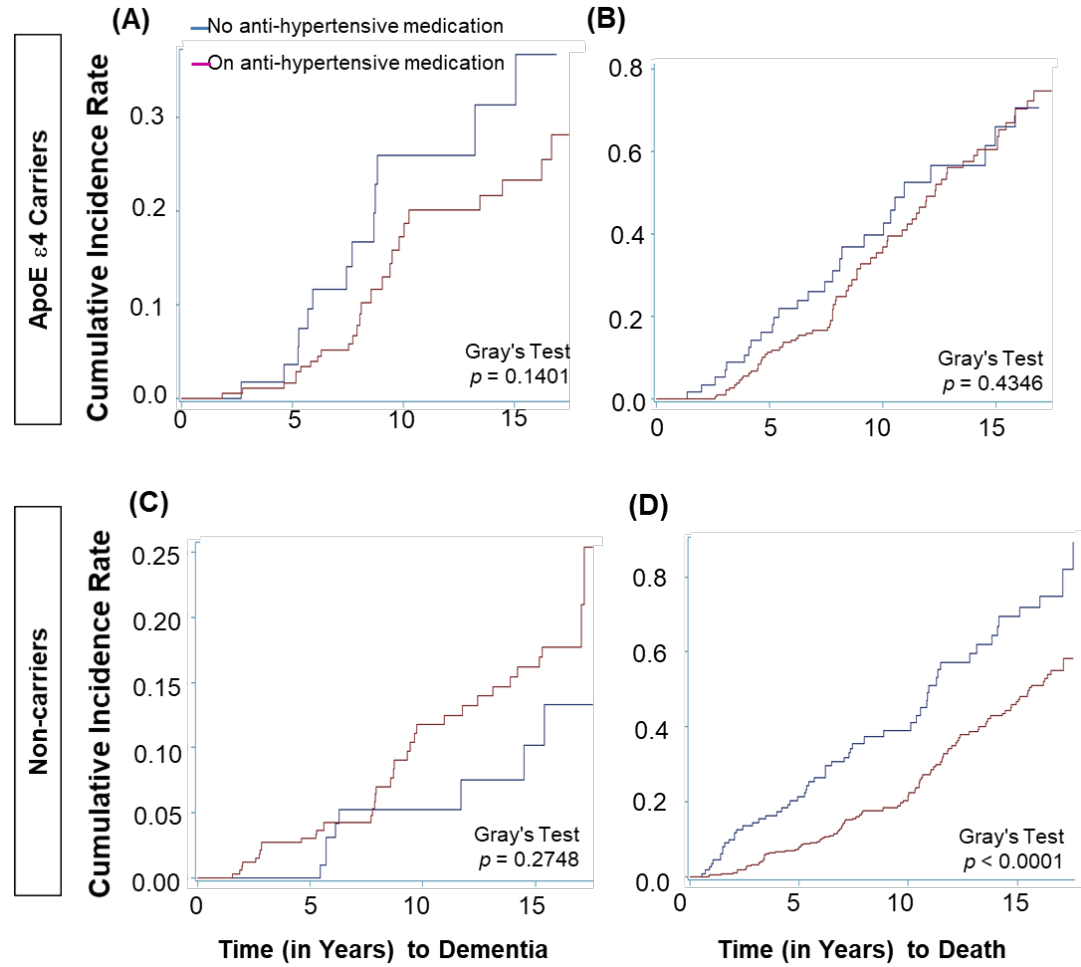 (A)
No anti-hypertensive medication
On anti-hypertensive medication
(B)
ApoE ε4 Carriers
Cumulative Incidence Rate
0.3
0.2
0.1
0.0
0
5
10
15
Gray's Test
p = 0.1401
0.8
0.6
0.4
0.2
0.0
0
5
10
15
Gray's Test
p = 0.4346
(C)
(D)
Non-carriers
Cumulative Incidence Rate
0.25
0.20
0.15
0.10
0.05
0.00
0
5
10
15
Gray's Test
p = 0.2748
Time (in Years) to Dementia
0.8
0.6
0.4
0.2
0.0
0
5
10
15
Gray's Test
p < 0.0001
Time (in Years) to Death